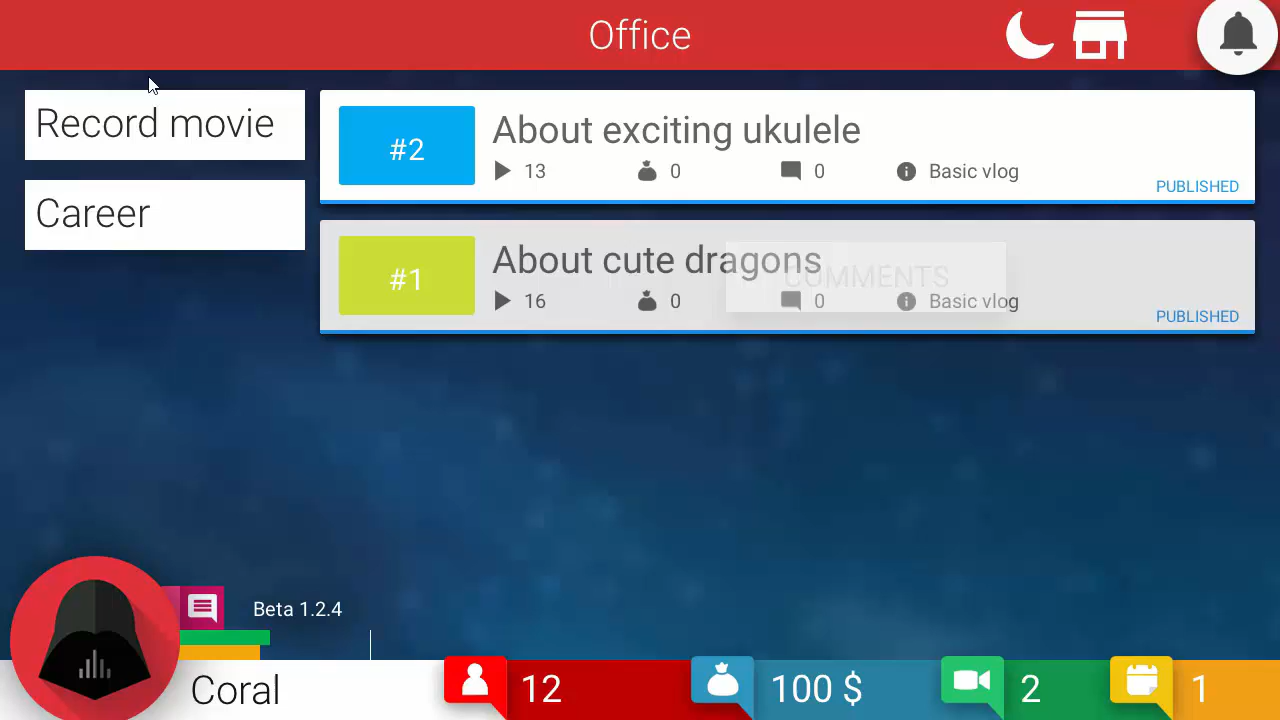 Office
Record movie
Career
#2
About exciting ukulele
13 0 0 Basic vlog
PUBLISHED
#1
About cute dragons
COMMENTS
16 0 0 Basic vlog
PUBLISHED
Beta 1.2.4
Coral
12
100 $
2
1